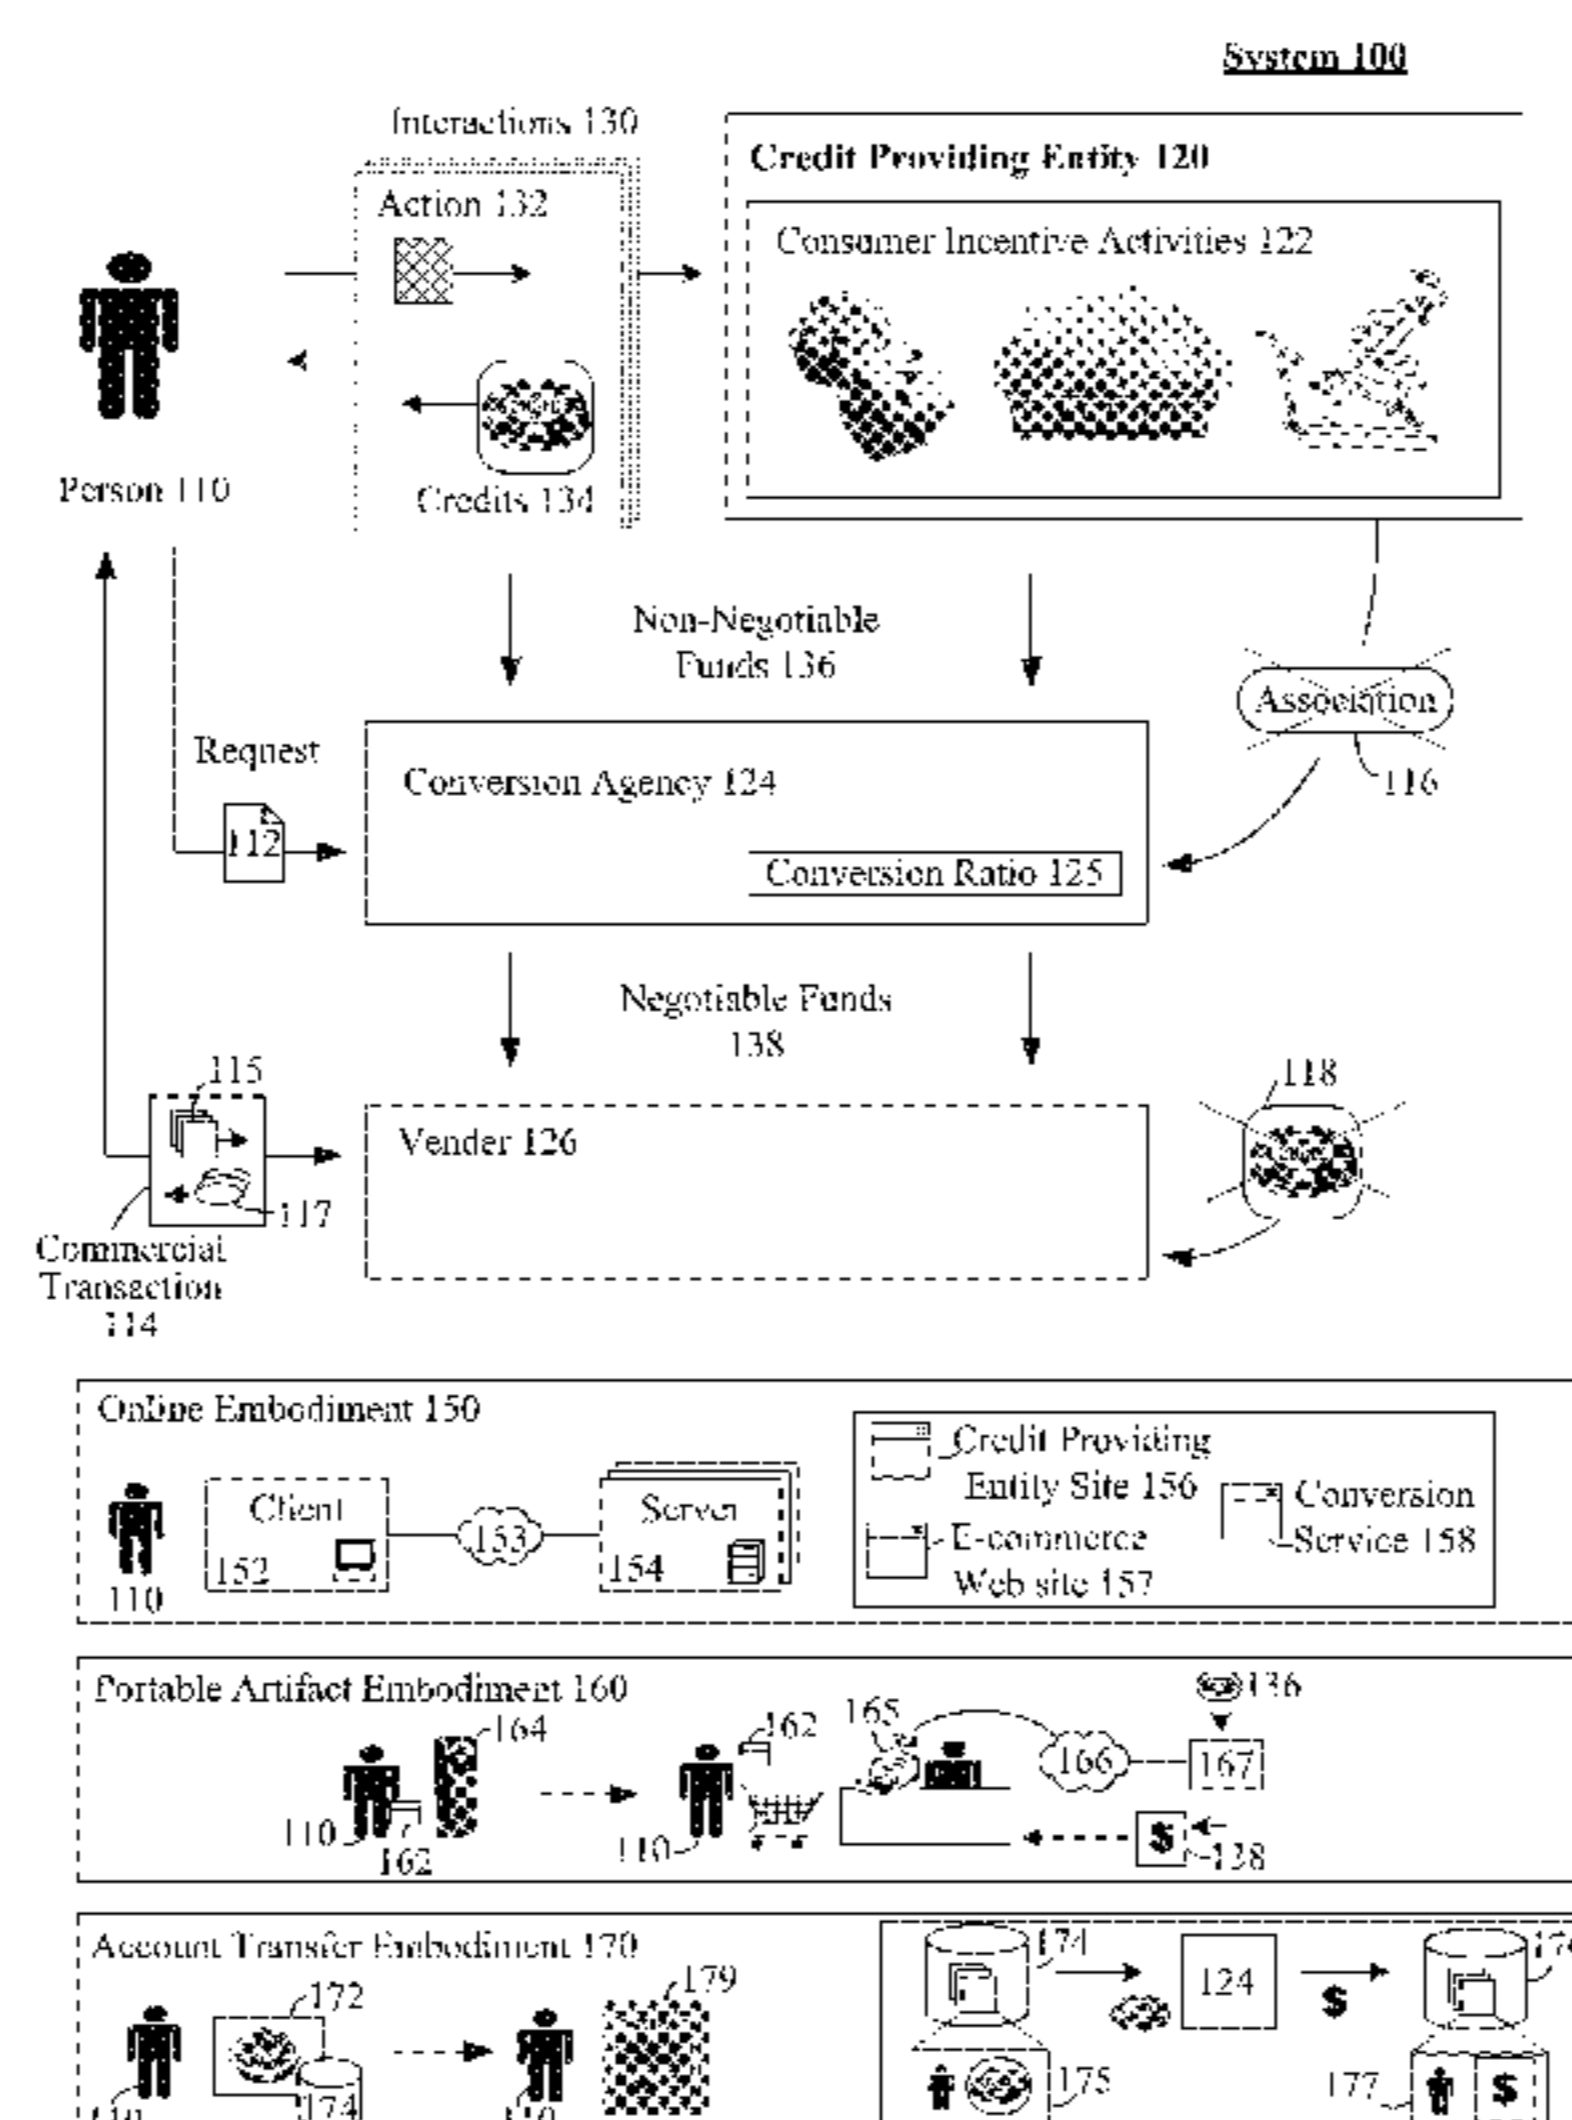 System 100
Interactions 130
Credit Providing Entity 120
Action 132
Consumer Incentive Activities 122
Person 110
Credits 134
Non-Negotiable
Funds 136
Association
116
Request
112
Conversion Agency 124
Conversion Ratio 125
Negotiable Funds
138
115
118
Vender 126
117
Commercial
Transaction
114
Online Embodiment 150
Credit Providing
Entity Site 156
Client
153
Server
Conversion
Service 158
E-commerce
Web site 157
152
154
110
Portable Artifact Embodiment 160
136
164
162
165
166
167
110
162
110
$
138
Account Transfer Embodiment 170
174
124
$
172
179
175
177
$
174
110